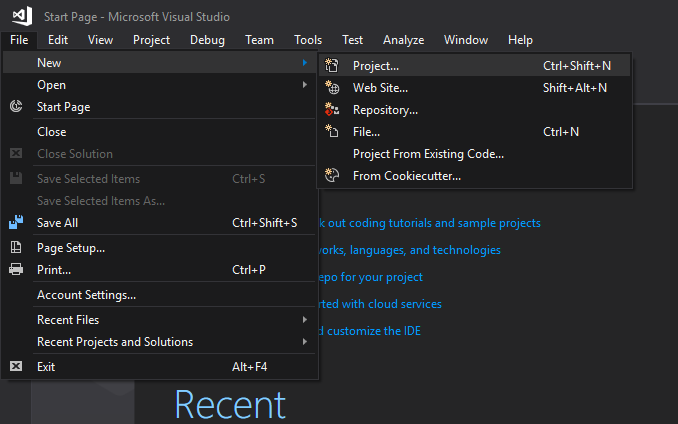 Start Page - Microsoft Visual Studio
File Edit View Project Debug Team Tools Test Analyze Window Help
New
Open
Start Page
Close
Close Solution
Save Selected Items Ctrl+S
Save Selected Items As...
Save All Ctrl+Shift+S
Page Setup...
Print... Ctrl+P
Account Settings...
Recent Files
Recent Projects and Solutions
Exit Alt+F4
Project... Ctrl+Shift+N
Web Site... Shift+Alt+N
Repository...
File... Ctrl+N
Project From Existing Code...
From Cookiecutter...
k out coding tutorials and sample projects
orks, languages, and technologies
epo for your project
rted with cloud services
d customize the IDE
Recent